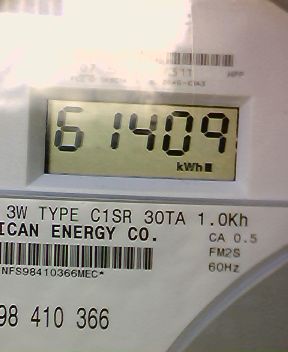 61409
kWh
3W TYPE C1SR 30TA 1.0Kh
ICAN ENERGY CO.
CA 0.5
FM2S
60Hz
NFS98410366MEC*
98 410 366